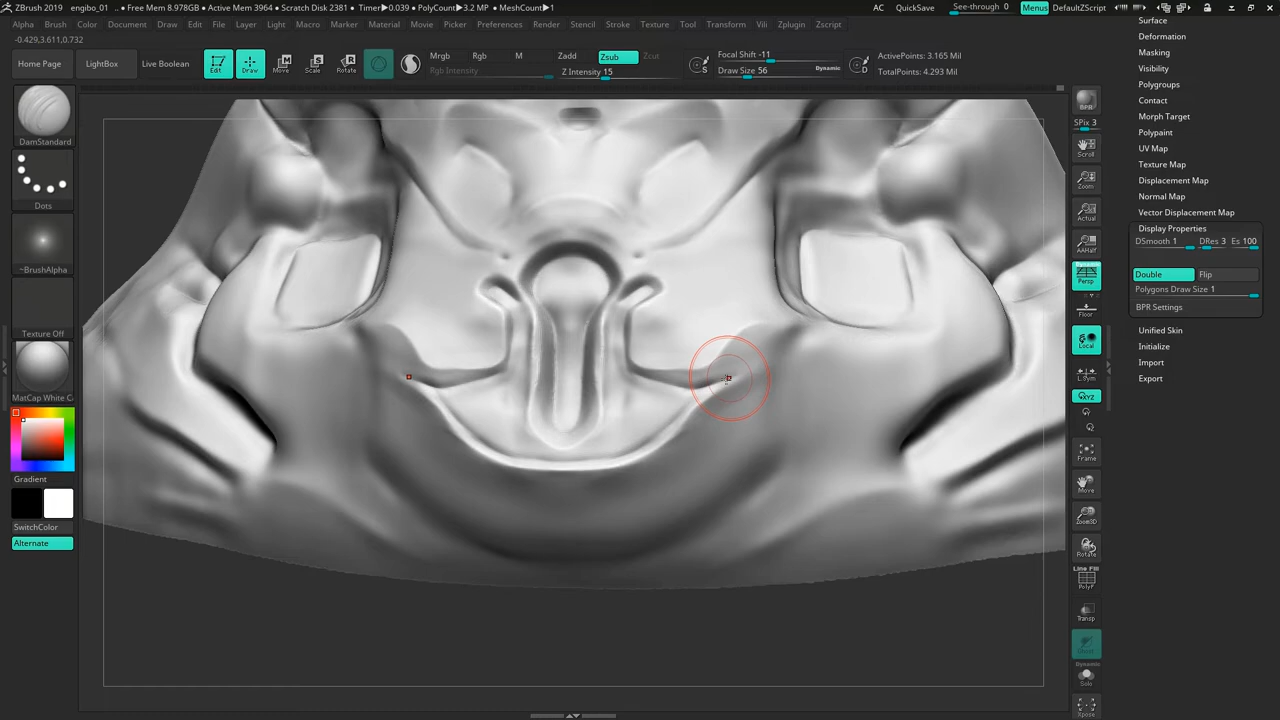 ZBrush 2019 engibo_01 .. • Free Mem 8.978GB • Active Mem 3964 • Scratch Disk 2381 • Timer▶0.039 • PolyCount▶3.2 MP • MeshCount▶1
AC QuickSave See-through 0 Menus DefaultZScript
Alpha Brush Color Document Draw Edit File Layer Light Macro Marker Material Movie Picker Preferences Render Stencil Stroke Texture Tool Transform Vibo Zplugin Zscript
-0.429,3.611,0.732
Home Page LightBox Live Boolean Edit Draw Move Scale Rotate
Mrgb Rgb M Zadd Zsub Zcut
Rgb Intensity Z Intensity 15
Focal Shift -11
Draw Size 56 Dynamic
S
D
ActivePoints: 3.165 Mil
TotalPoints: 4.293 Mil
DamStandard
Dots
~BrushAlpha
Texture Off
MatCap White C
Gradient
SwitchColor
Alternate
BPR
SPix 3
Scroll
Zoom
Actual
AAHalf
Dynamic
Persp
Floor
Local
L.Sym
XYZ
Frame
Move
Zoom3D
Rotate
Line Fill
PolyF
Transp
Ghost
Dynamic
Solo
Xpose
Surface
Deformation
Masking
Visibility
Polygroups
Contact
Morph Target
Polypaint
UV Map
Texture Map
Displacement Map
Normal Map
Vector Displacement Map
Display Properties
DSmooth 1 DRes 3 Es 100
Double Flip
Polygons Draw Size 1
BPR Settings
Unified Skin
Initialize
Import
Export